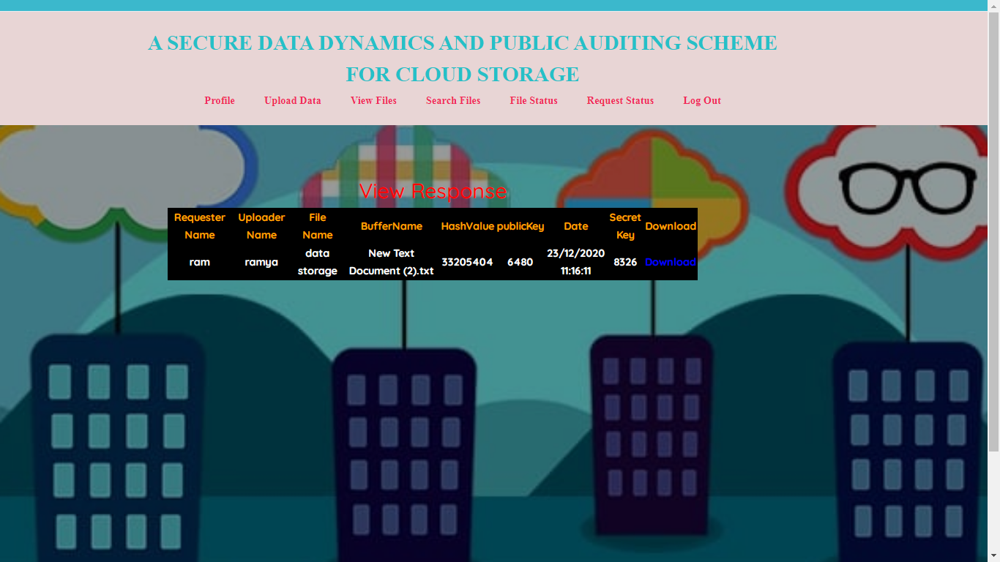 A SECURE DATA DYNAMICS AND PUBLIC AUDITING SCHEME
FOR CLOUD STORAGE
Profile Upload Data View Files Search Files File Status Request Status Log Out
View Response
Requester Name Uploader Name File Name BufferName HashValue publicKey Date Secret Key Download
ram ramya data storage New Text Document (2).txt 33205404 6480 23/12/2020 11:16:11 8326 Download